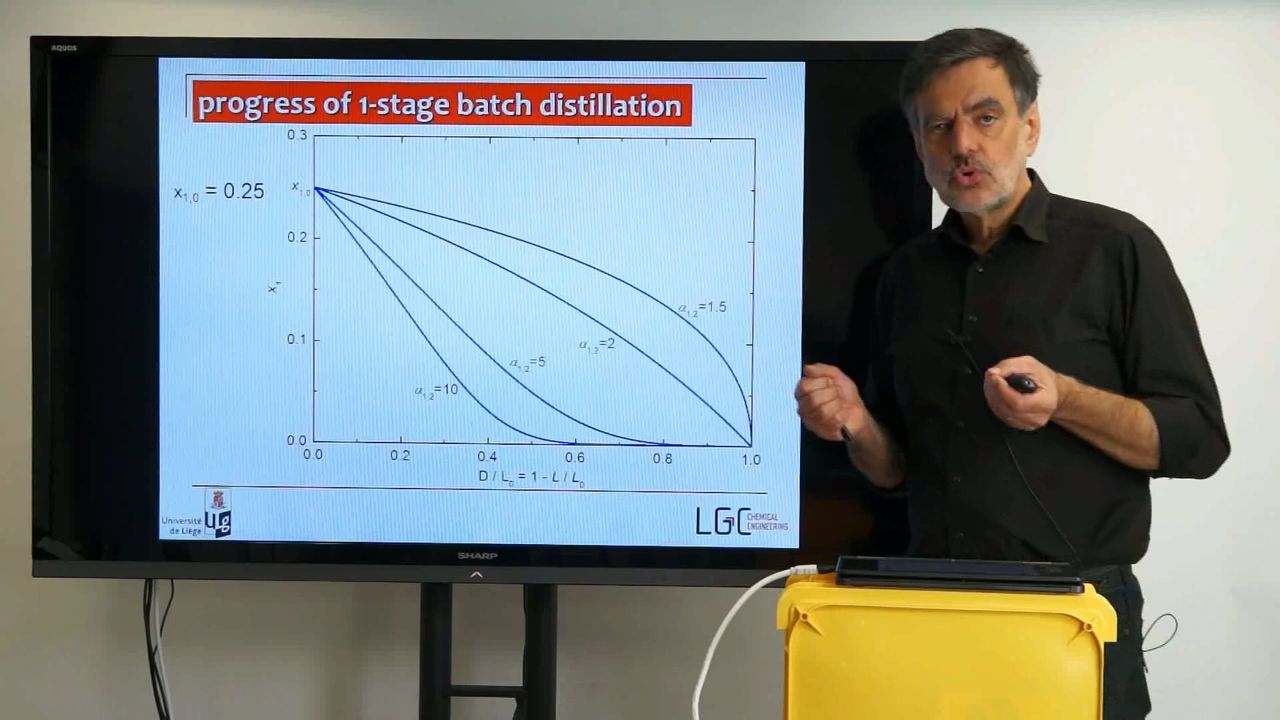 AQUOS
progress of 1-stage batch distillation
x1,0 = 0.25
0.3
x1,0
0.2
x1
0.1
0.0
α1,2=1.5
α1,2=2
α1,2=5
α1,2=10
0.0 0.2 0.4 0.6 0.8 1.0
D / L0 = 1 - L / L0
Université
de Liège
Ug
LGC
CHEMICAL
ENGINEERING
SHARP